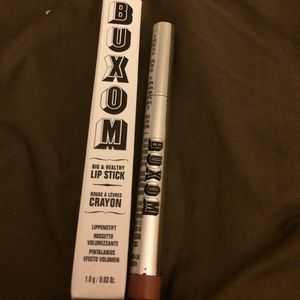 BUXOM
BIG & HEALTHY
LIP STICK
ROUGE À LÈVRES
CRAYON
LIPPENSTIFT
ROSSETTO
VOLUMIZZANTE
PINTALABIOS
EFECTO VOLUMEN
1.0 g / 0.03 Oz.
BUXOM